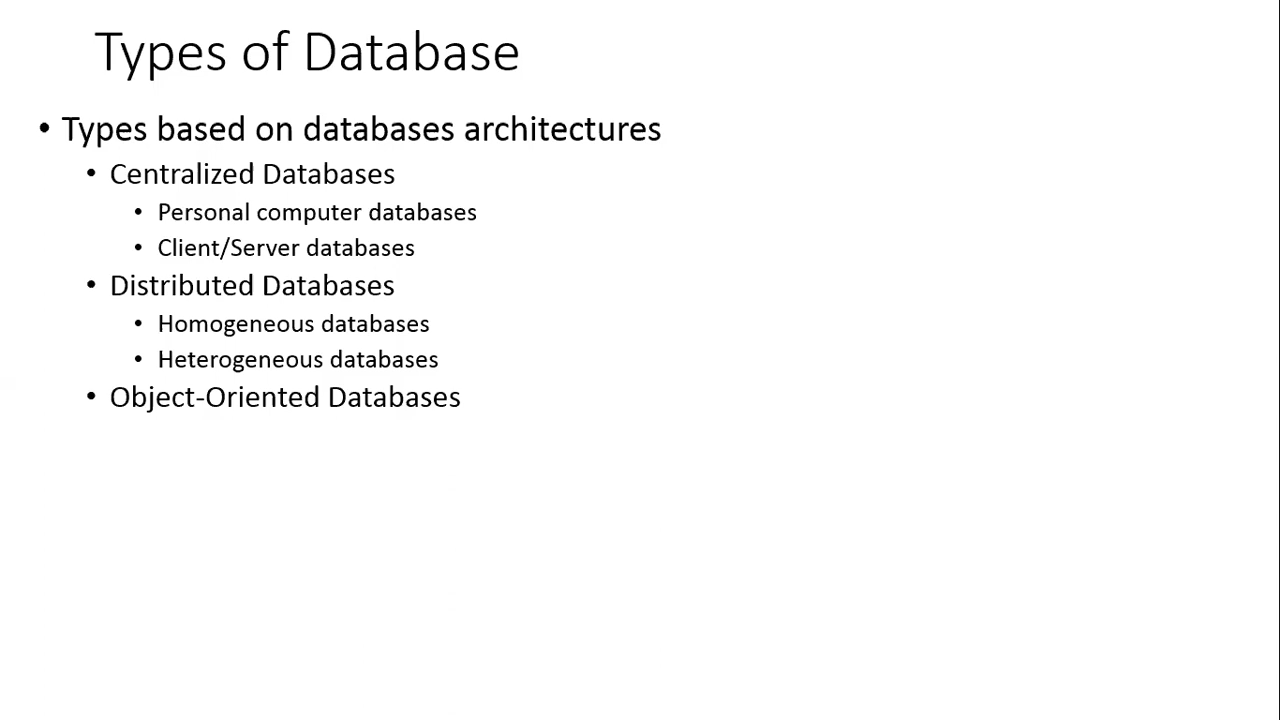 Types of Database
• Types based on databases architectures
• Centralized Databases
• Personal computer databases
• Client/Server databases
• Distributed Databases
• Homogeneous databases
• Heterogeneous databases
• Object-Oriented Databases